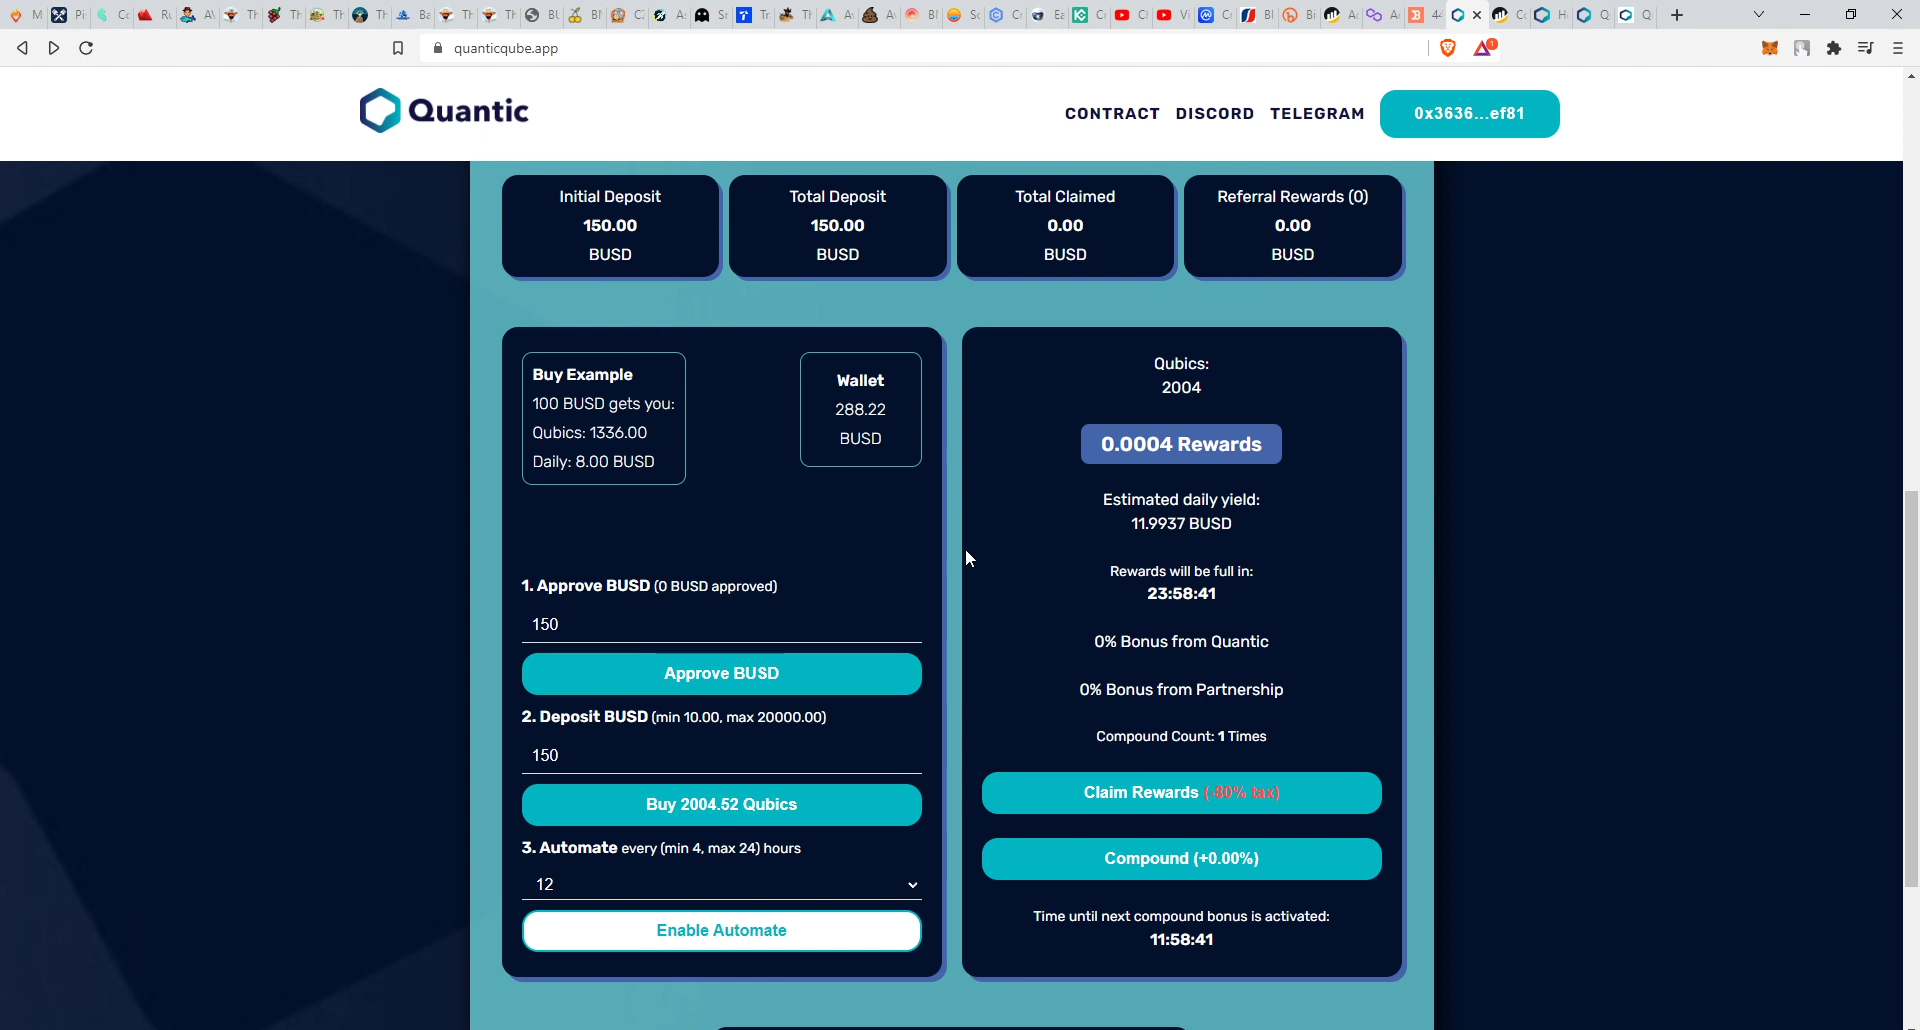 quanticqube.app
1
Quantic
CONTRACT DISCORD TELEGRAM 0x3636...ef81
Initial Deposit
150.00
BUSD
Total Deposit
150.00
BUSD
Total Claimed
0.00
BUSD
Referral Rewards (0)
0.00
BUSD
Buy Example
100 BUSD gets you:
Qubics: 1336.00
Daily: 8.00 BUSD
Wallet
288.22
BUSD
1. Approve BUSD (0 BUSD approved)
150
Approve BUSD
2. Deposit BUSD (min 10.00, max 20000.00)
150
Buy 2004.52 Qubics
3. Automate every (min 4, max 24) hours
12
Enable Automate
Qubics:
2004
0.0004 Rewards
Estimated daily yield:
11.9937 BUSD
Rewards will be full in:
23:58:41
0% Bonus from Quantic
0% Bonus from Partnership
Compound Count: 1 Times
Claim Rewards (-80% tax)
Compound (+0.00%)
Time until next compound bonus is activated:
11:58:41